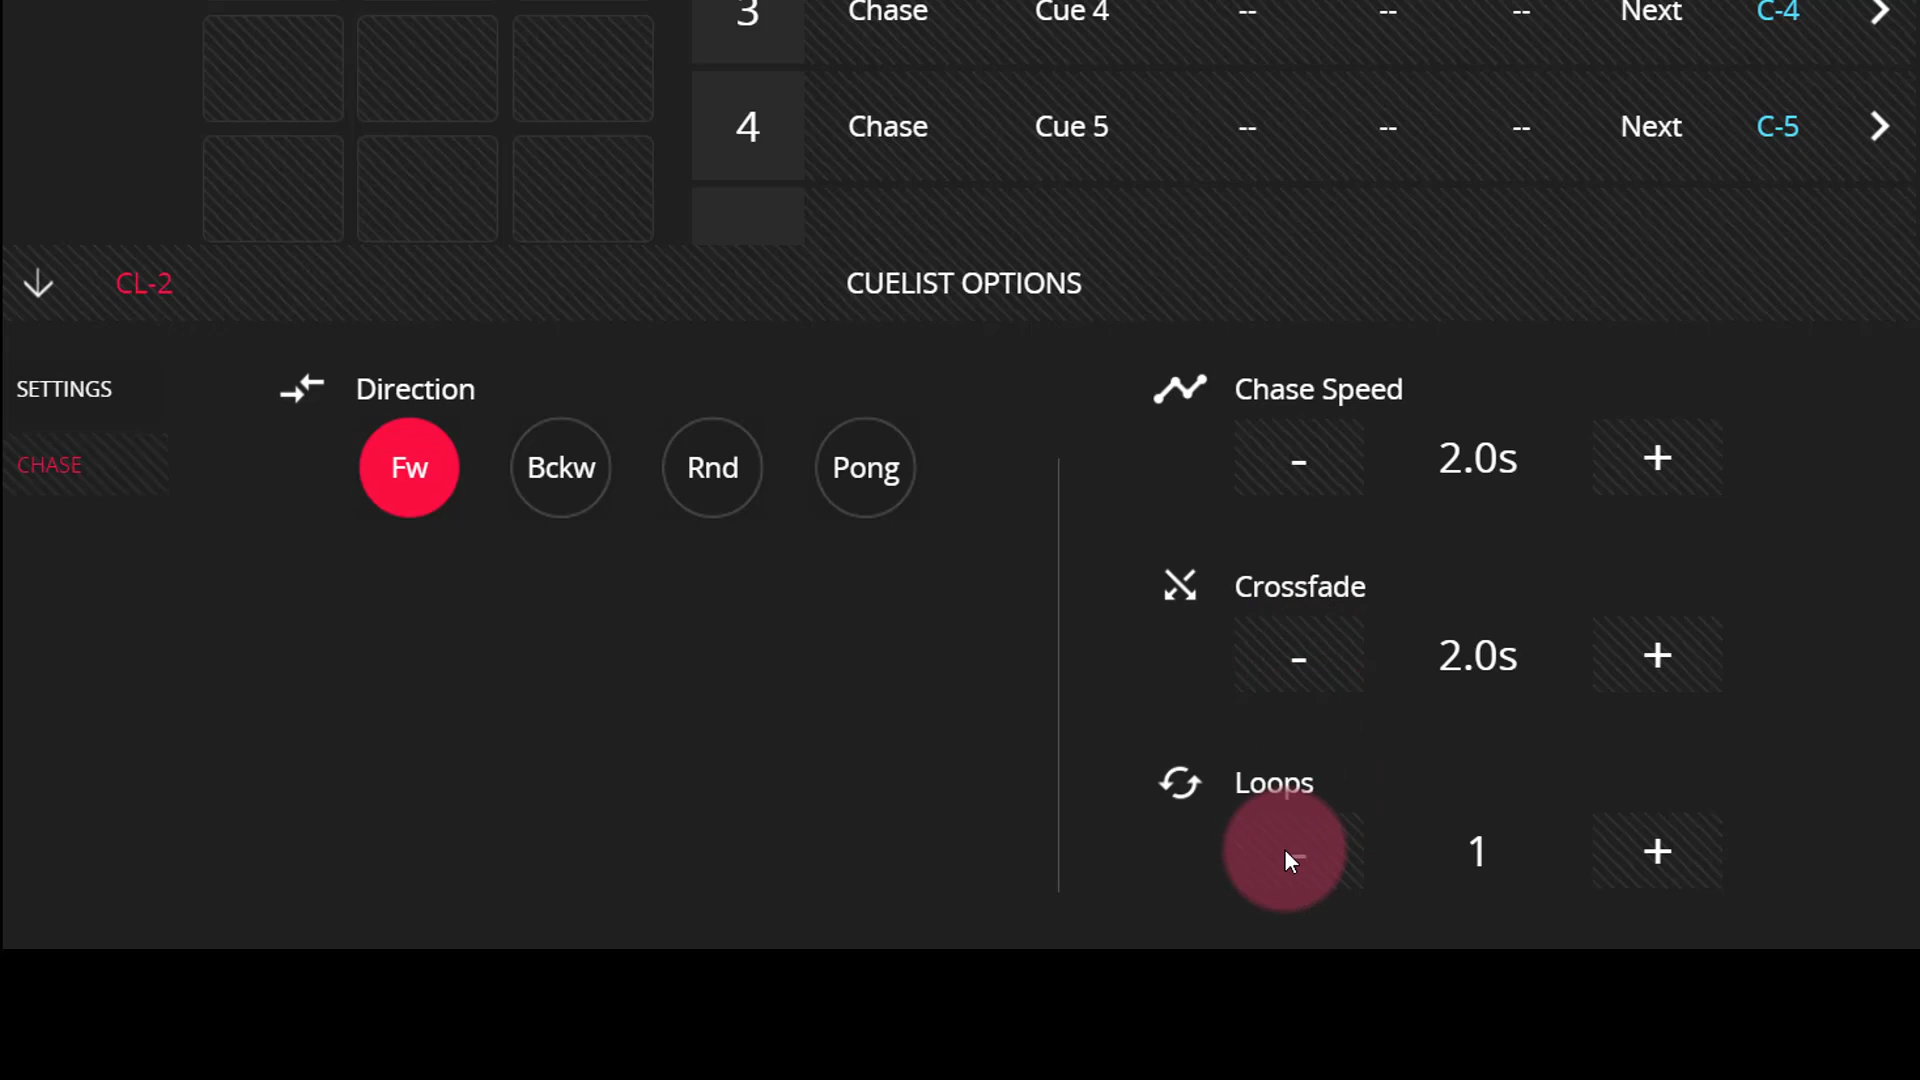 3 Chase Cue 4 -- -- -- Next C-4
4 Chase Cue 5 -- -- -- Next C-5
CL-2 CUELIST OPTIONS
SETTINGS
CHASE
Direction
Fw Bckw Rnd Pong
Chase Speed
- 2.0s +
Crossfade
- 2.0s +
Loops
- 1 +